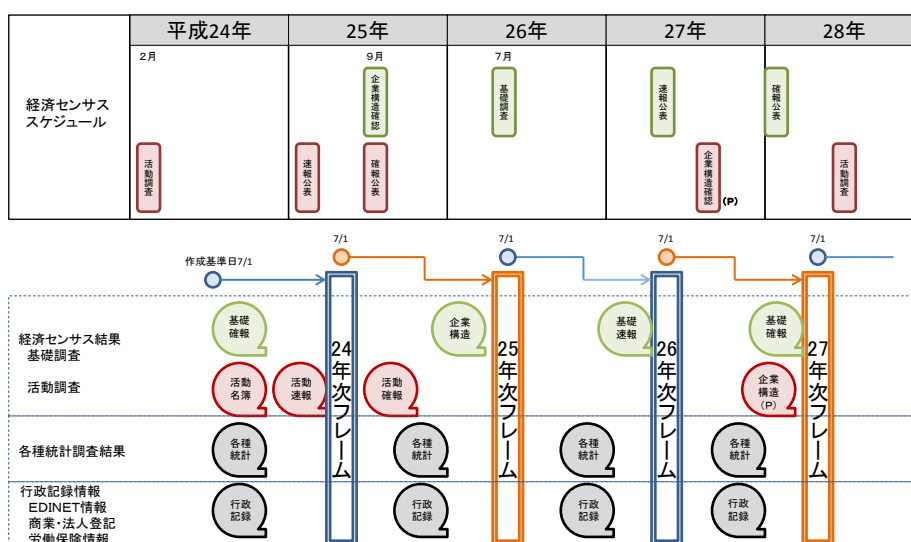 平成24年
25年
26年
27年
28年
経済センサス
スケジュール
2月
9月
7月
企業構造確認
基礎調査
速報公表
確報公表
活動調査
速報公表
確報公表
企業構造確認
(P)
活動調査
7/1
7/1
7/1
7/1
作成基準日7/1
経済センサス結果
基礎調査
活動調査
基礎
確報
企業
構造
基礎
速報
基礎
確報
活動
名簿
活動
速報
活動
確報
企業
構造
(P)
24年次フレーム
25年次フレーム
26年次フレーム
27年次フレーム
各種統計調査結果
各種
統計
各種
統計
各種
統計
各種
統計
行政記録情報
EDINET情報
商業・法人登記
労働保険情報
行政
記録
行政
記録
行政
記録
行政
記録